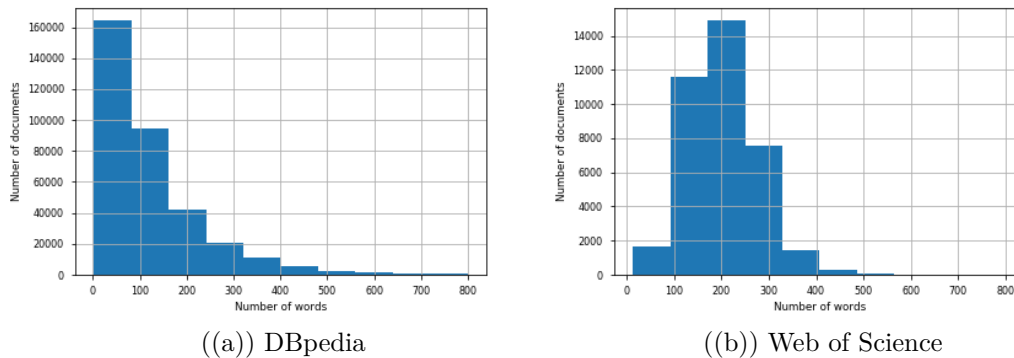 160000
140000
120000
100000
80000
60000
40000
20000
0
Number of documents
0 100 200 300 400 500 600 700 800
Number of words
((a)) DBpedia
14000
12000
10000
8000
6000
4000
2000
0
Number of documents
0 100 200 300 400 500 600 700 800
Number of words
((b)) Web of Science